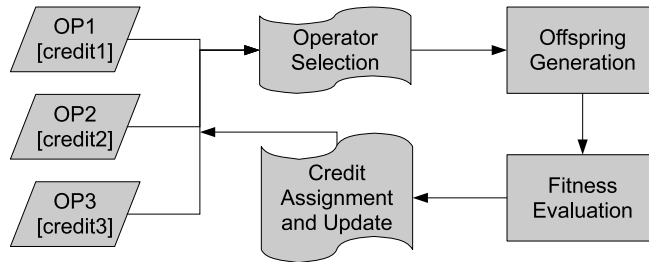 OP1
[credit1]
OP2
[credit2]
OP3
[credit3]
Operator
Selection
Offspring
Generation
Credit
Assignment
and Update
Fitness
Evaluation